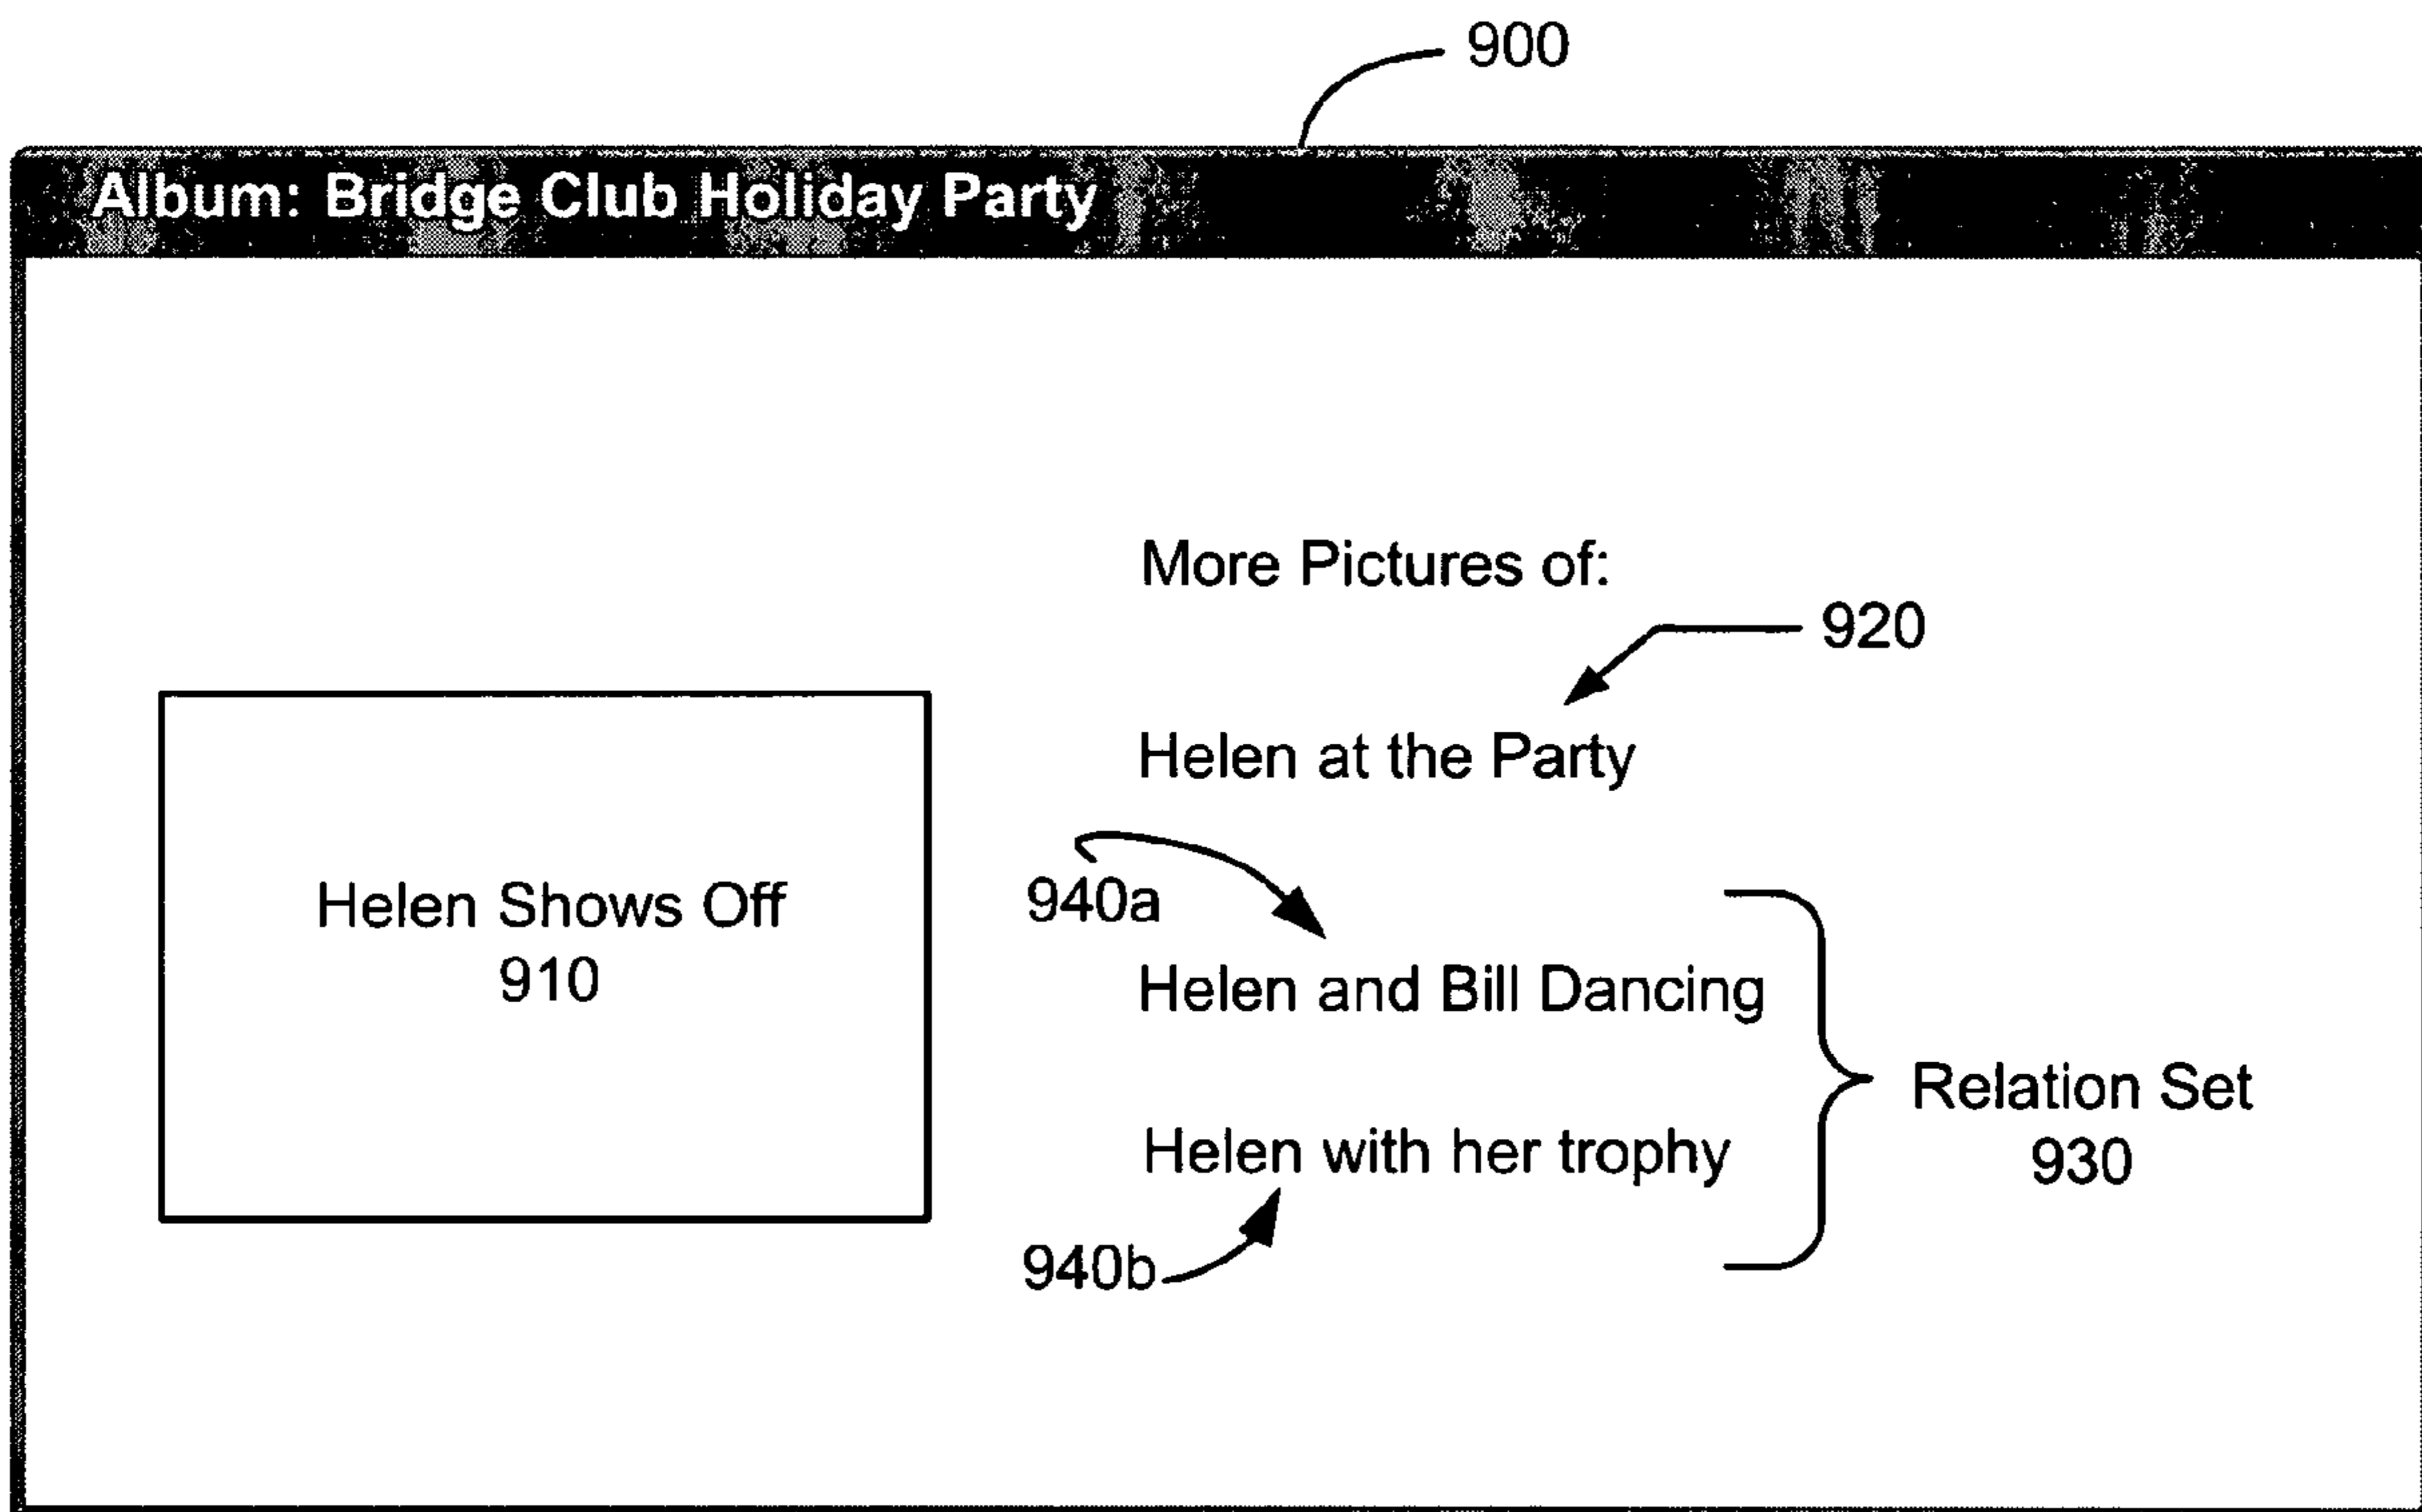 900
Album: Bridge Club Holiday Party
More Pictures of:
920
Helen at the Party
Helen Shows Off
910
940a
Helen and Bill Dancing
Helen with her trophy
940b
Relation Set
930